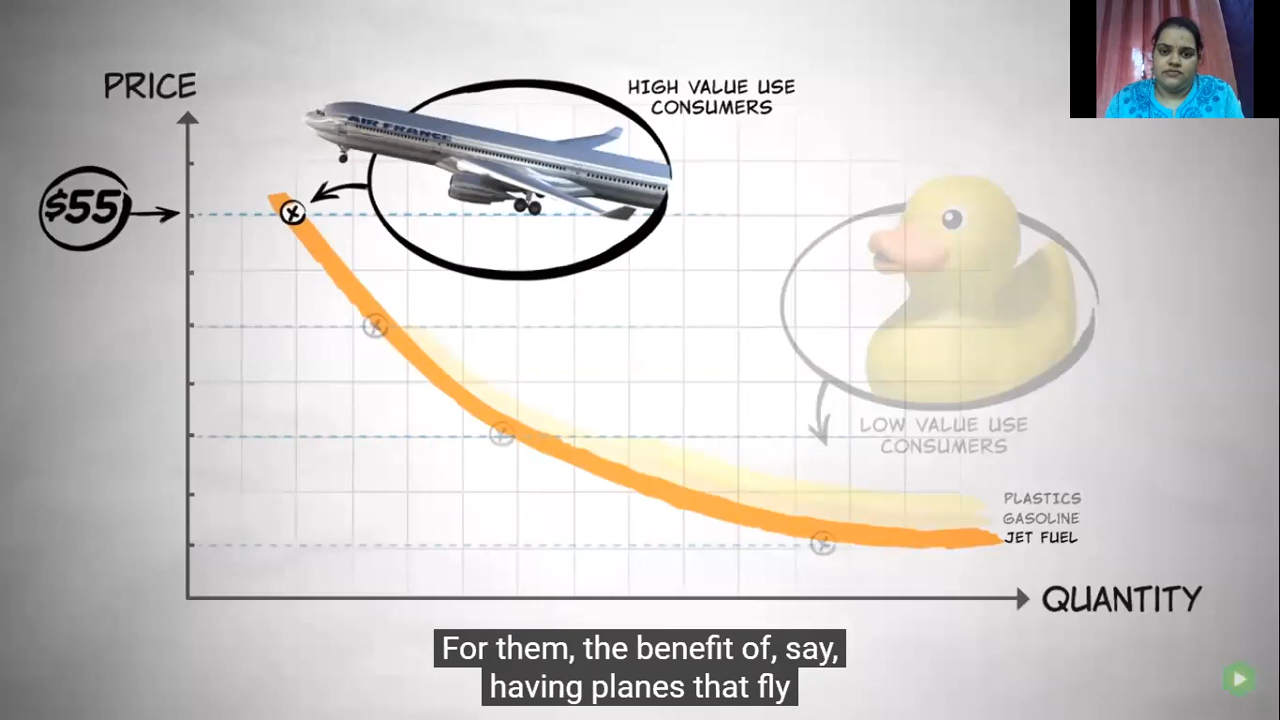 PRICE
HIGH VALUE USE
CONSUMERS
AIR FRANCE
$55
LOW VALUE USE
CONSUMERS
PLASTICS
GASOLINE
JET FUEL
QUANTITY
For them, the benefit of, say,
having planes that fly